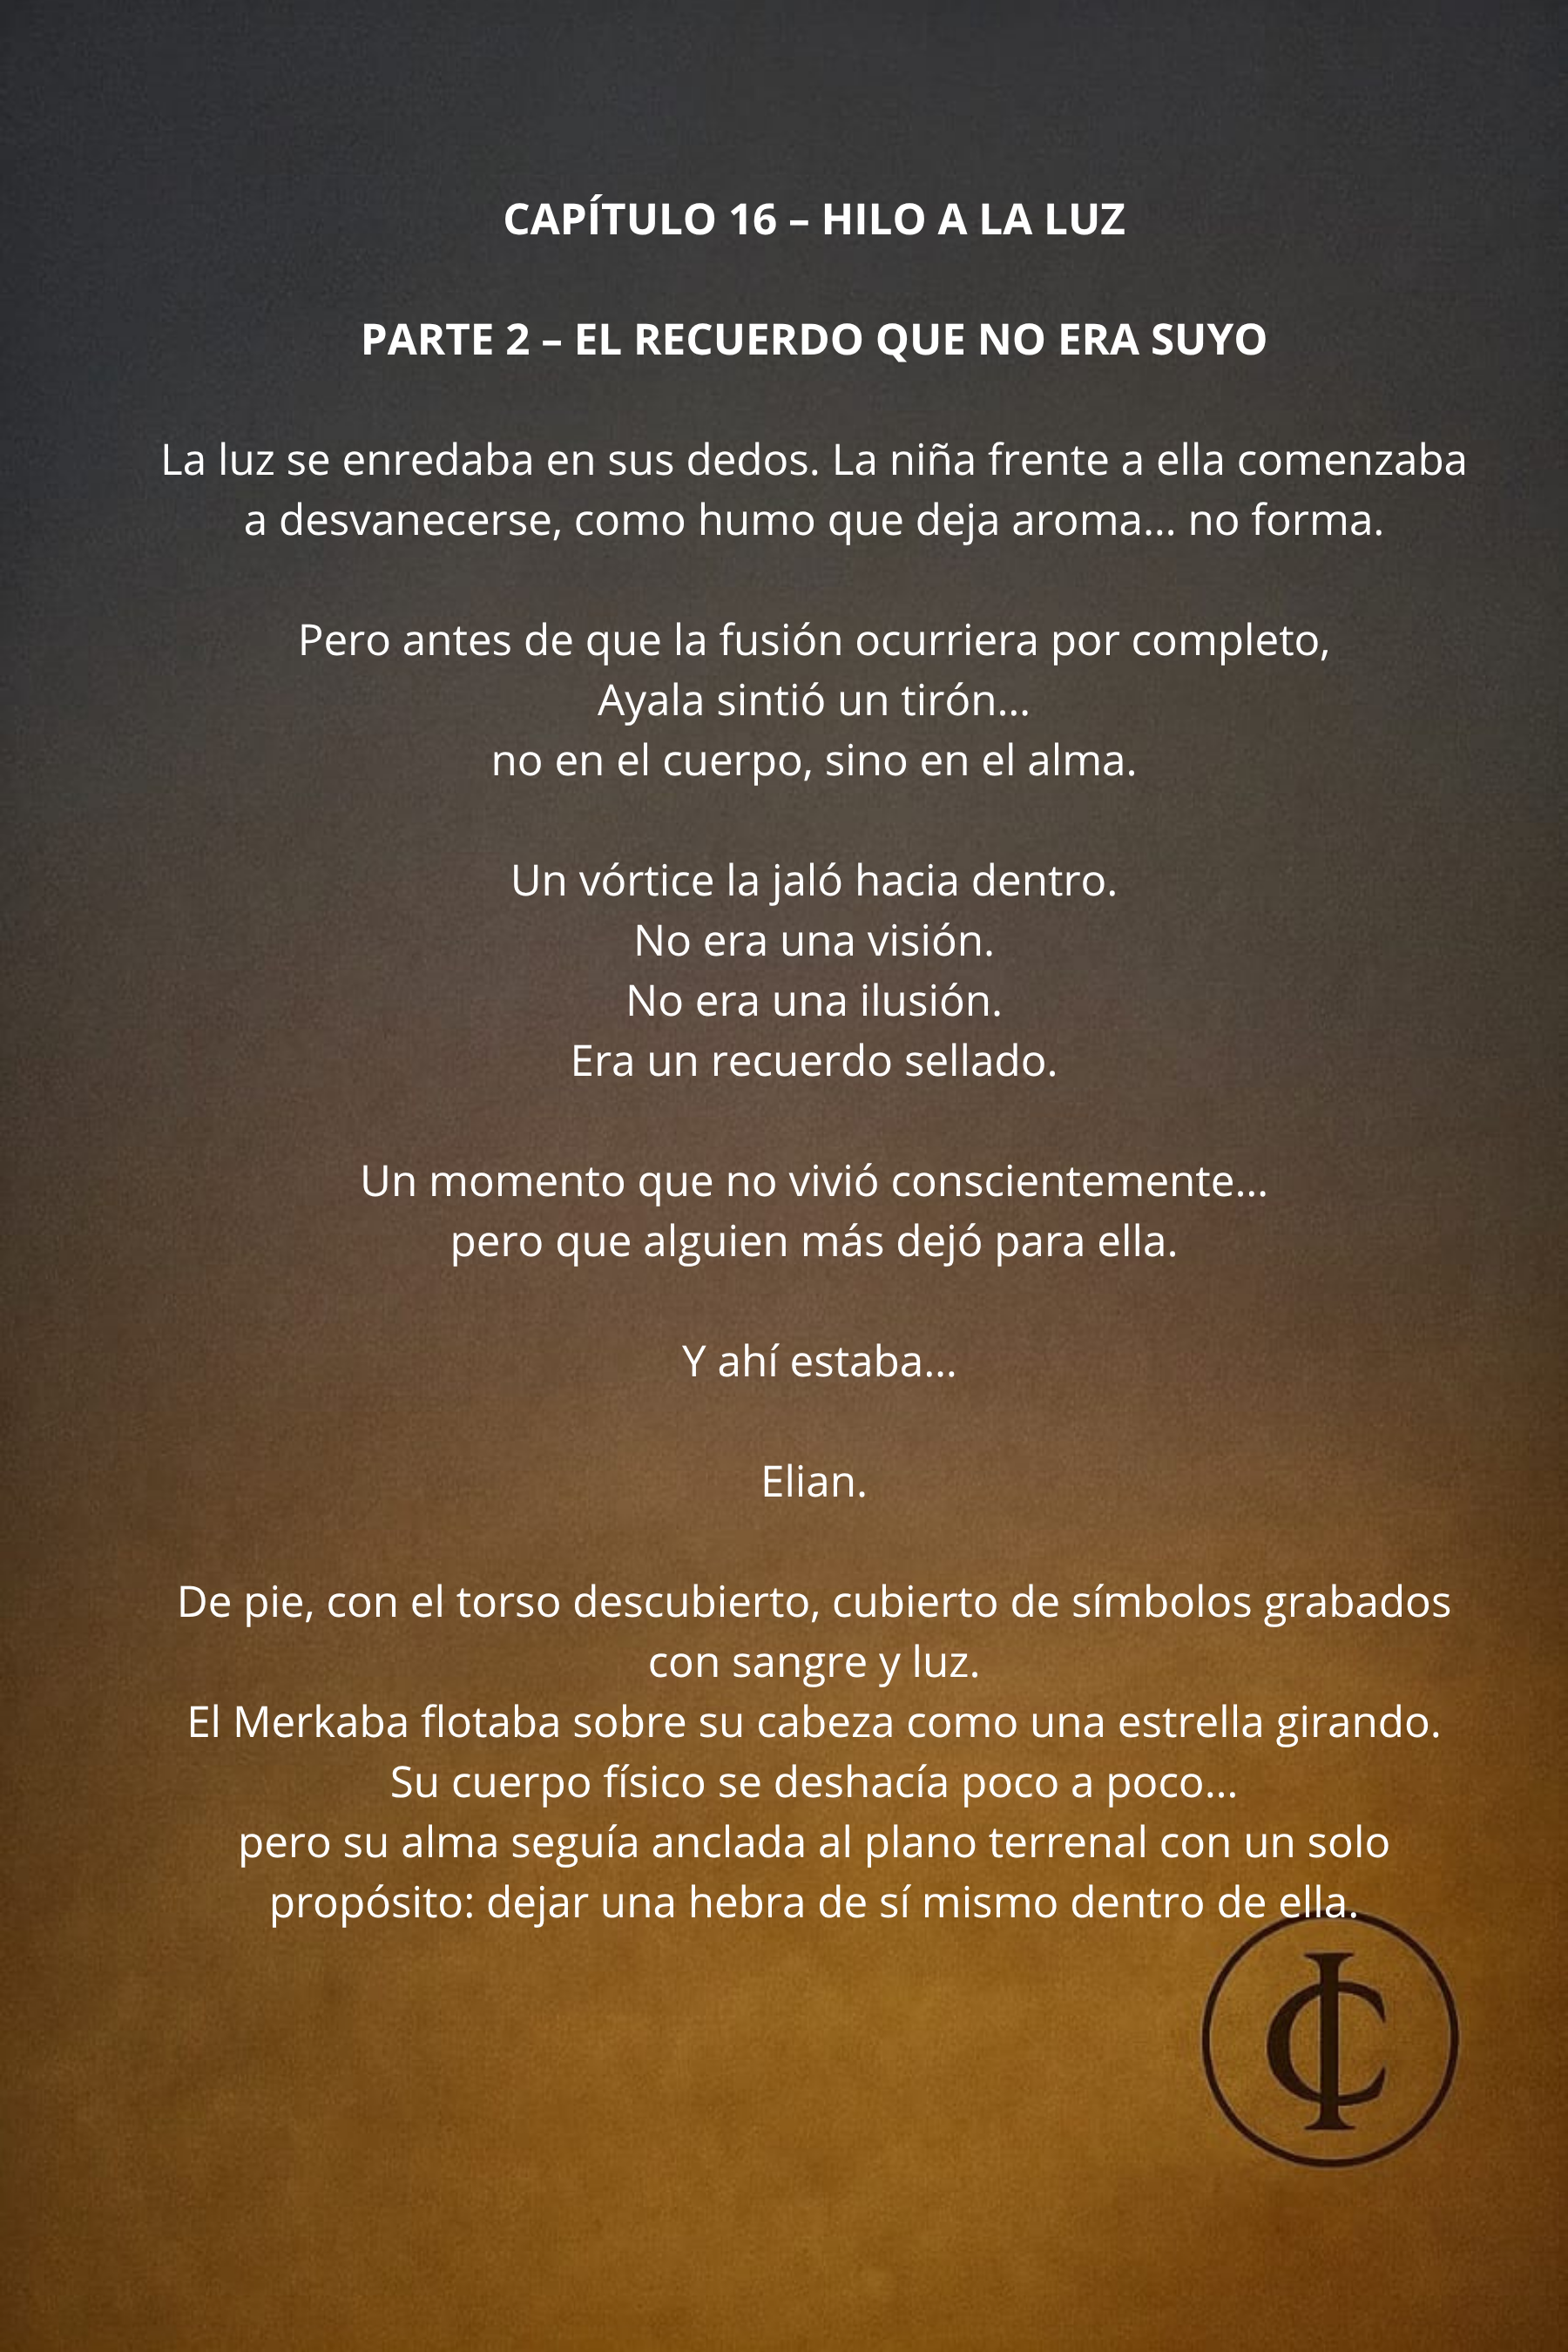 CAPÍTULO 16 – HILO A LA LUZ
PARTE 2 – EL RECUERDO QUE NO ERA SUYO
La luz se enredaba en sus dedos. La niña frente a ella comenzaba
a desvanecerse, como humo que deja aroma... no forma.
Pero antes de que la fusión ocurriera por completo,
Ayala sintió un tirón...
no en el cuerpo, sino en el alma.
Un vórtice la jaló hacia dentro.
No era una visión.
No era una ilusión.
Era un recuerdo sellado.
Un momento que no vivió conscientemente...
pero que alguien más dejó para ella.
Y ahí estaba...
Elian.
De pie, con el torso descubierto, cubierto de símbolos grabados
con sangre y luz.
El Merkaba flotaba sobre su cabeza como una estrella girando.
Su cuerpo físico se deshacía poco a poco...
pero su alma seguía anclada al plano terrenal con un solo
propósito: dejar una hebra de sí mismo dentro de ella.
IC